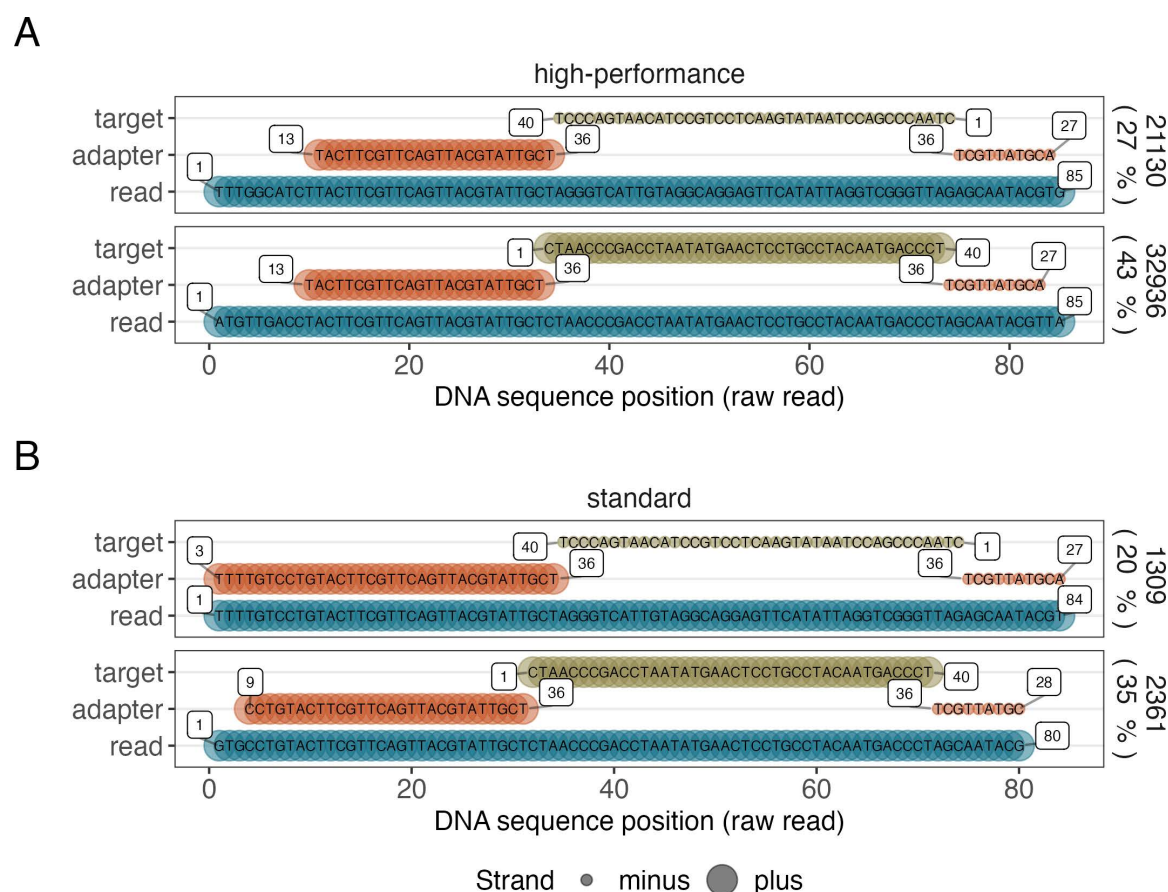 A
high-performance
target 40 TCCCAGTAACATCCGTCCTCAAGTATAATCCAGCCCAATC 1
adapter 13 TACTTCGTTCAGTTACGTATTGCT 36 36 TCGTTATGCA 27
read 1 TTTGGCATCTTACTTCGTTCAGTTACGTATTGCTAGGGTCATTGTAGGCAGGAGTTCATATTAGGTCGGGTTAGAGCAATACGTG 85
21130
( 27 % )
target 1 CTAACCCGACCTAATATGAACTCCTGCCTACAATGACCCT 40
adapter 13 TACTTCGTTCAGTTACGTATTGCT 36 36 TCGTTATGCA 27
read 1 ATGTTGACCTACTTCGTTCAGTTACGTATTGCTCTAACCCGACCTAATATGAACTCCTGCCTACAATGACCCTAGCAATACGTTA 85
32936
( 43 % )
0 20 40 60 80
DNA sequence position (raw read)
B
standard
target 40 TCCCAGTAACATCCGTCCTCAAGTATAATCCAGCCCAATC 1
adapter 3 TTTTGTCCTGTACTTCGTTCAGTTACGTATTGCT 36 36 TCGTTATGCA 27
read 1 TTTTGTCCTGTACTTCGTTCAGTTACGTATTGCTAGGGTCATTGTAGGCAGGAGTTCATATTAGGTCGGGTTAGAGCAATACGT 84
1309
( 20 % )
target 1 CTAACCCGACCTAATATGAACTCCTGCCTACAATGACCCT 40
adapter 9 CCTGTACTTCGTTCAGTTACGTATTGCT 36 36 TCGTTATGC 28
read 1 GTGCCTGTACTTCGTTCAGTTACGTATTGCTCTAACCCGACCTAATATGAACTCCTGCCTACAATGACCCTAGCAATACG 80
2361
( 35 % )
0 20 40 60 80
DNA sequence position (raw read)
Strand minus plus